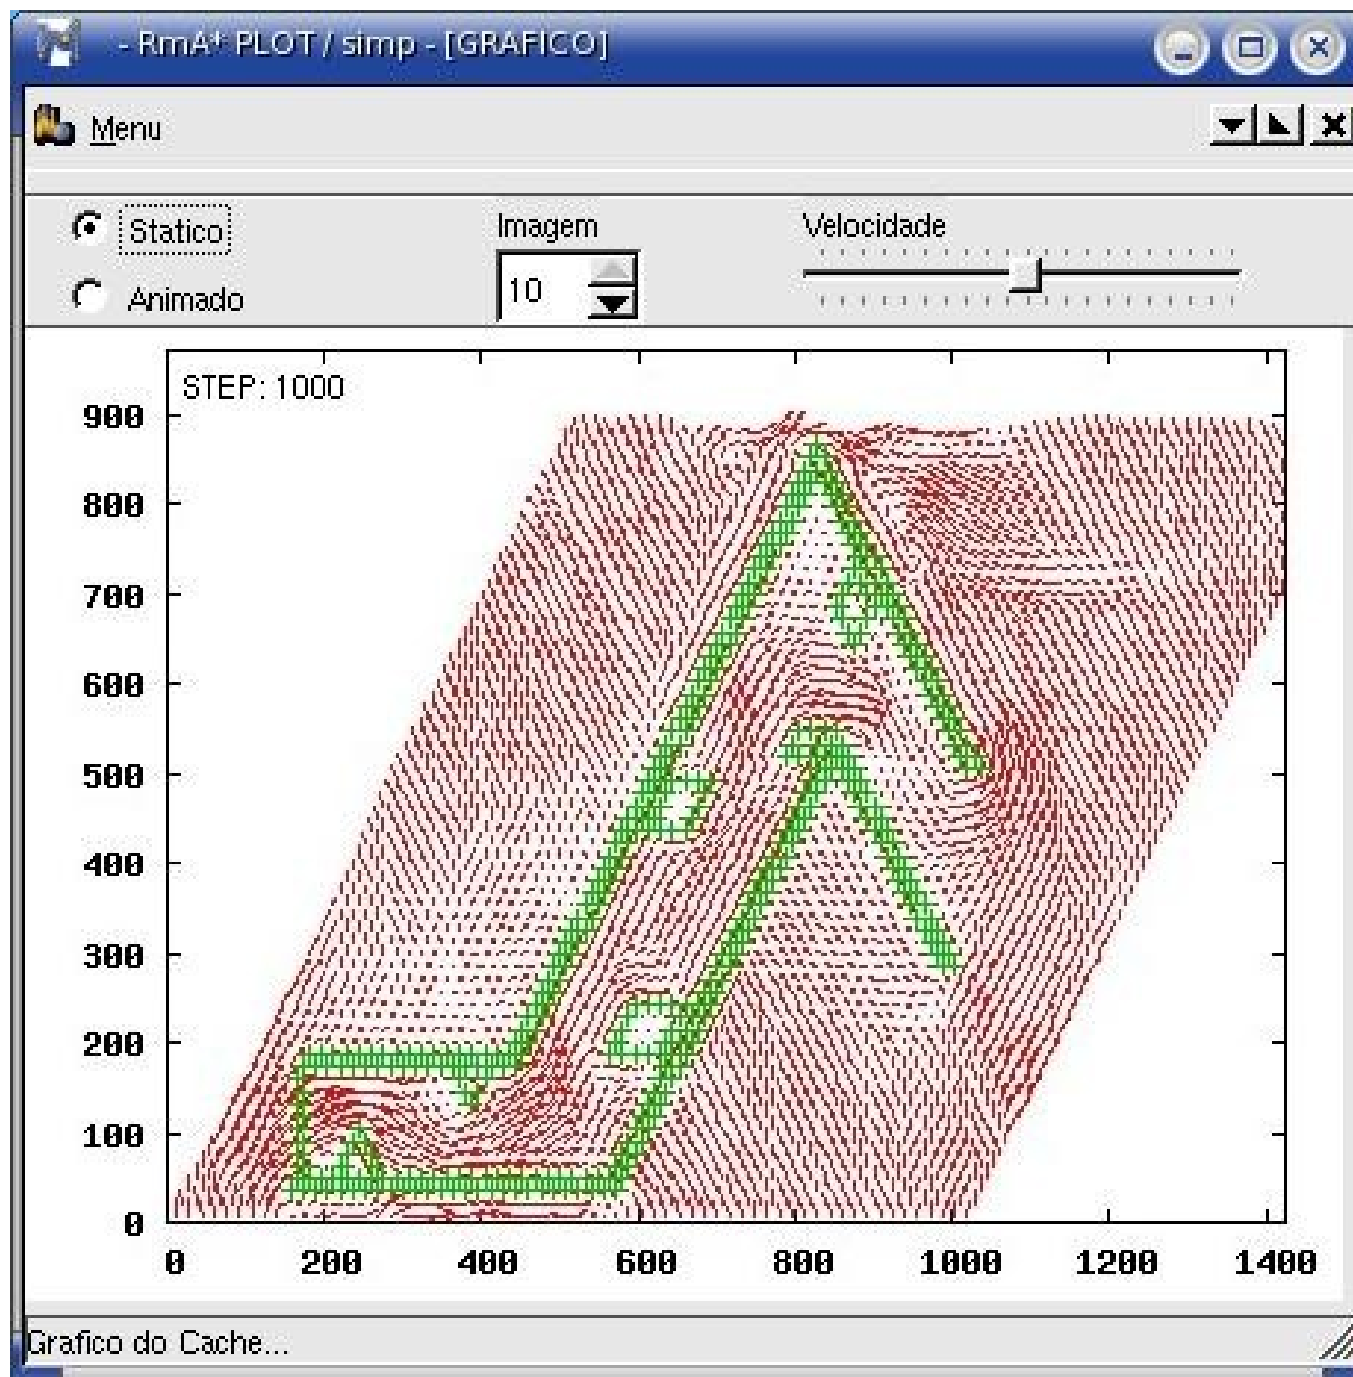 - RmA* PLOT / simp - [GRAFICO]
Menu
Statico
Imagem
Velocidade
10
Animado
STEP: 1000
900
800
700
600
500
400
300
200
100
0
0 200 400 600 800 1000 1200 1400
Grafico do Cache...